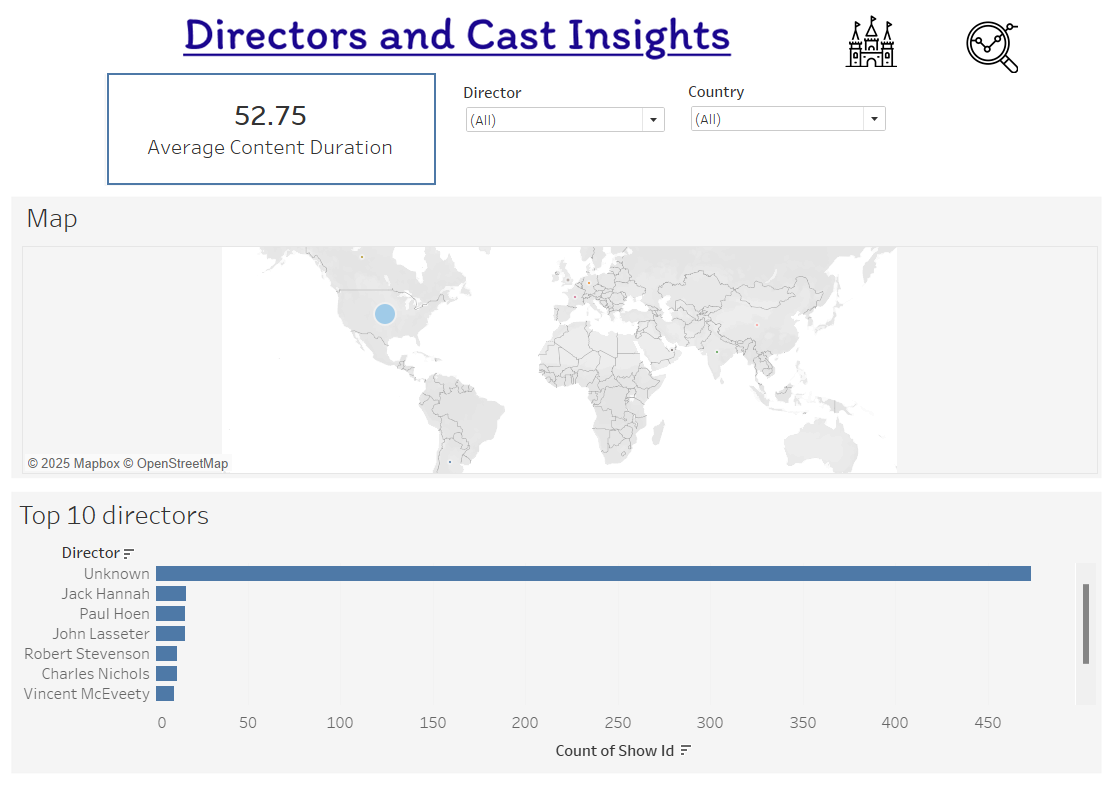 Directors and Cast Insights
52.75
Average Content Duration
Director
(All)
Country
(All)
Map
© 2025 Mapbox © OpenStreetMap
Top 10 directors
Director
Unknown
Jack Hannah
Paul Hoen
John Lasseter
Robert Stevenson
Charles Nichols
Vincent McEveety
0 50 100 150 200 250 300 350 400 450
Count of Show Id